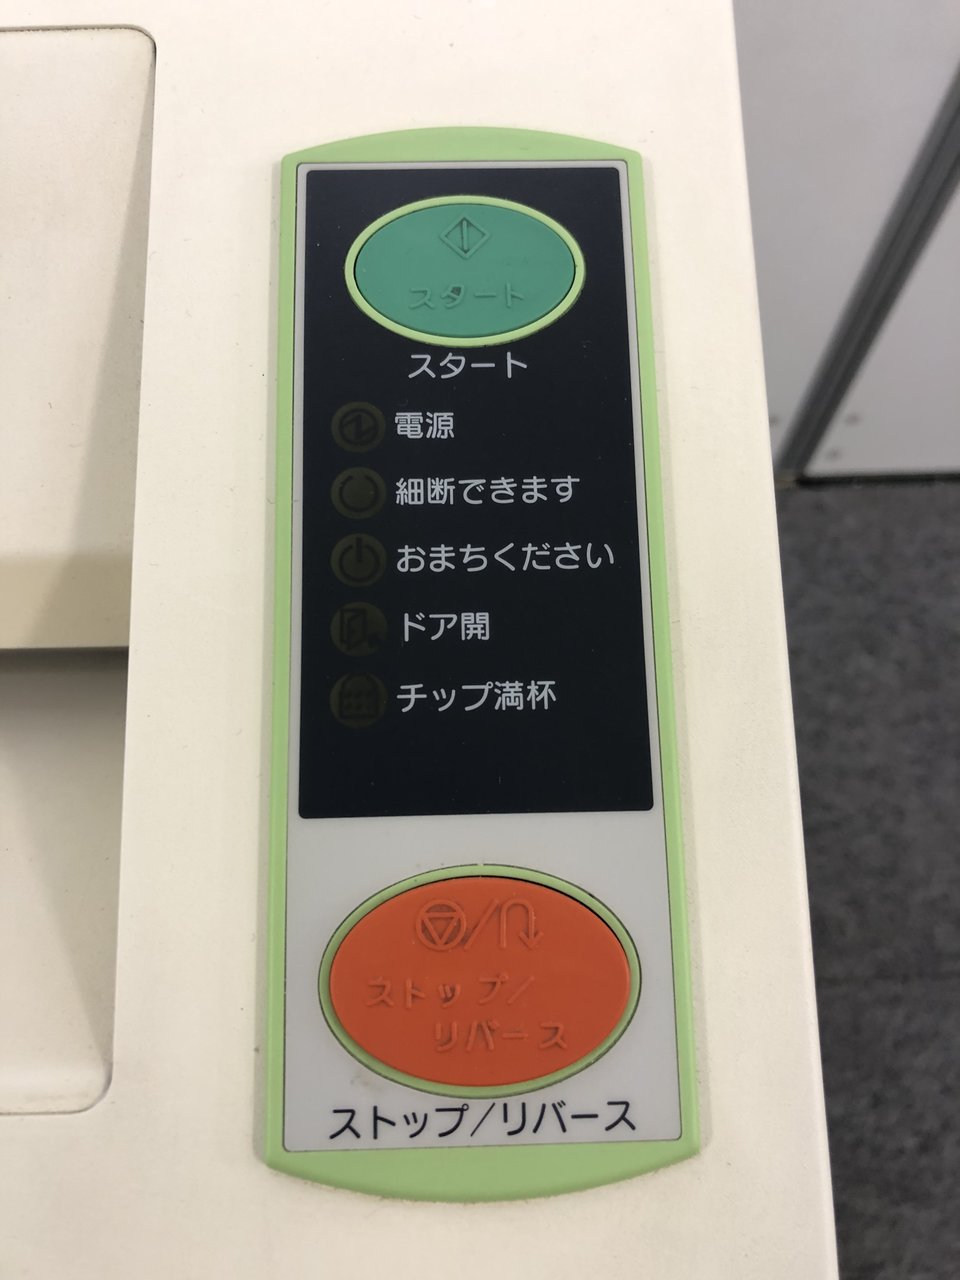 スタート
スタート
電源
細断できます
おまちください
ドア開
チップ満杯
ストップ/
リバース
ストップ/リバース